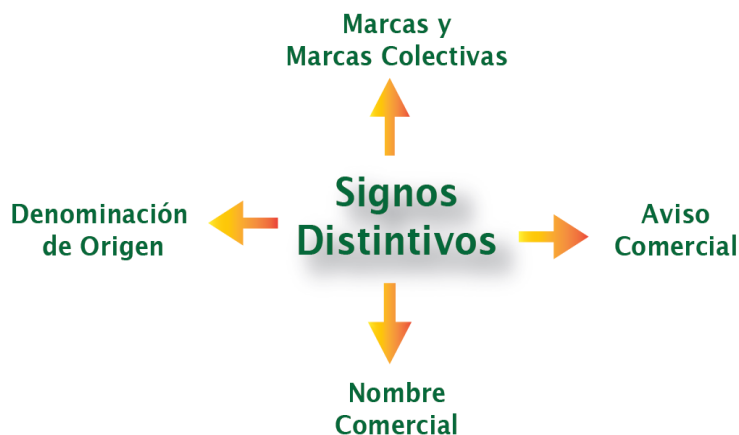 Marcas y
Marcas Colectivas
Signos
Distintivos
Denominación
de Origen
Aviso
Comercial
Nombre
Comercial